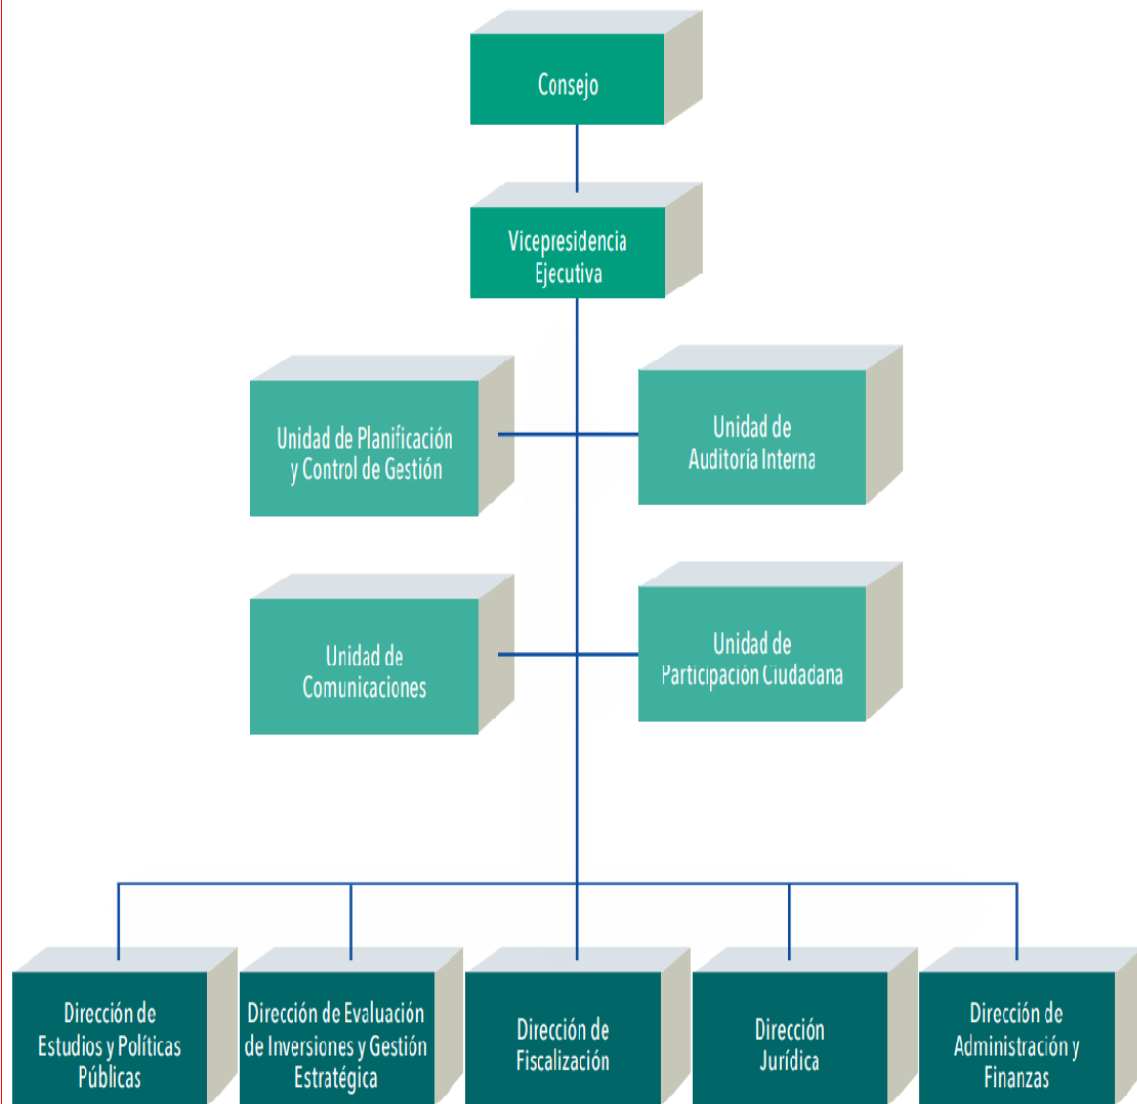 Consejo
Vicepresidencia
Ejecutiva
Unidad de Planificación
y Control de Gestión
Unidad de
Auditoría Interna
Unidad de
Comunicaciones
Unidad de
Participación Ciudadana
Dirección de
Estudios y Políticas
Públicas
Dirección de Evaluación
de Inversiones y Gestión
Estratégica
Dirección de
Fiscalización
Dirección
Jurídica
Dirección de
Administración y
Finanzas